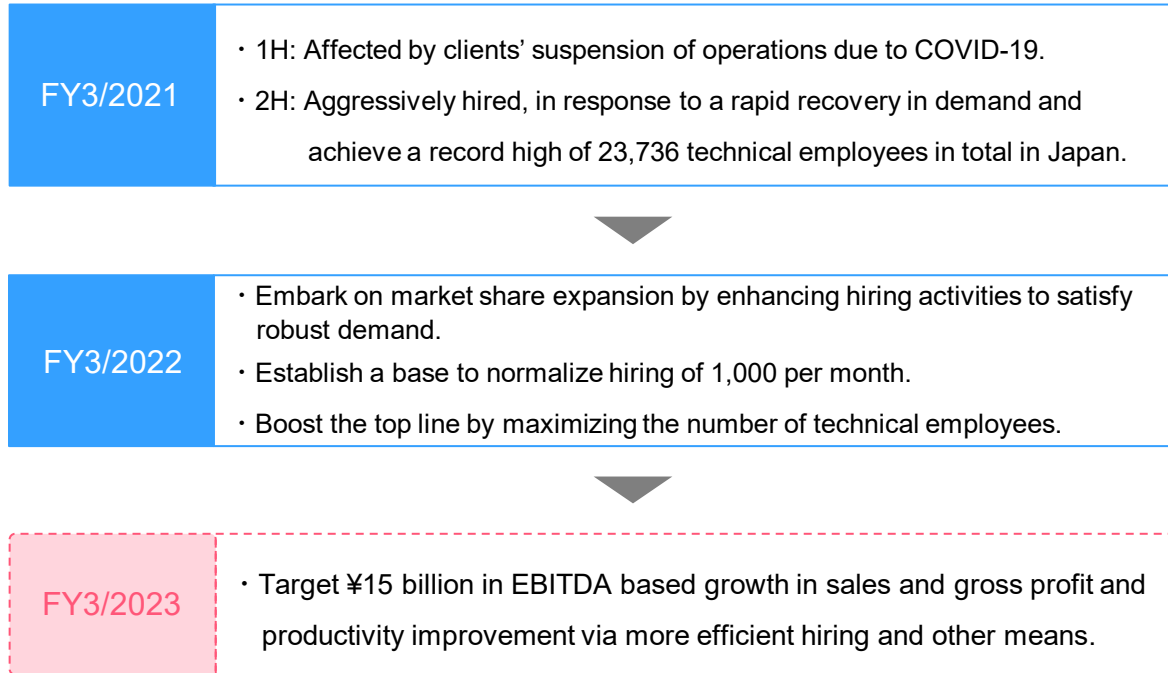 FY3/2021
・1H: Affected by clients’ suspension of operations due to COVID-19.
・2H: Aggressively hired, in response to a rapid recovery in demand and
achieve a record high of 23,736 technical employees in total in Japan.
FY3/2022
・Embark on market share expansion by enhancing hiring activities to satisfy
robust demand.
・Establish a base to normalize hiring of 1,000 per month.
・Boost the top line by maximizing the number of technical employees.
FY3/2023
・Target ¥15 billion in EBITDA based growth in sales and gross profit and
productivity improvement via more efficient hiring and other means.